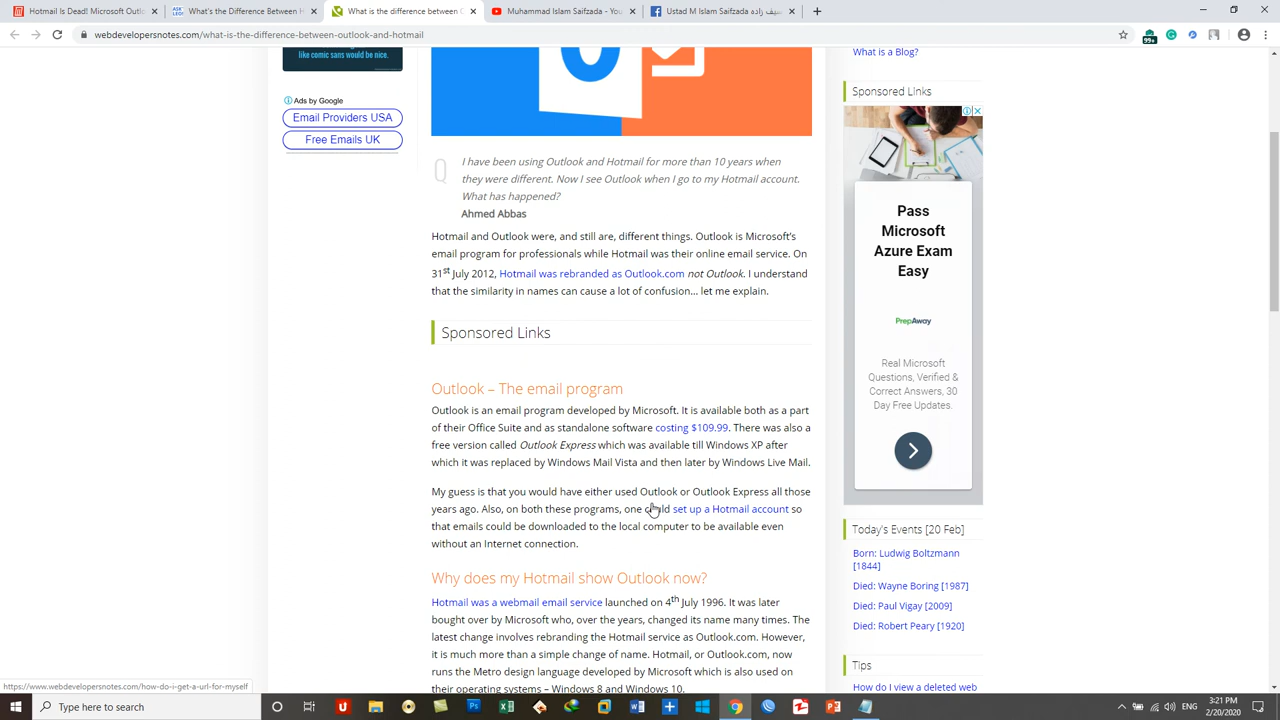 Hotmail Is Dead! Microsoft Outl
ASK LEO!
What's the Difference Between H
What is the difference between O
Muhammad Islam Saifzada - You
Ustad M Islam Saifzada
webdevelopersnotes.com/what-is-the-difference-between-outlook-and-hotmail
99+
like comic sans would be nice.
Ads by Google
Email Providers USA
Free Emails UK
Q
I have been using Outlook and Hotmail for more than 10 years when
they were different. Now I see Outlook when I go to my Hotmail account.
What has happened?
Ahmed Abbas
Hotmail and Outlook were, and still are, different things. Outlook is Microsoft's
email program for professionals while Hotmail was their online email service. On
31st July 2012, Hotmail was rebranded as Outlook.com not Outlook. I understand
that the similarity in names can cause a lot of confusion… let me explain.
Sponsored Links
Outlook – The email program
Outlook is an email program developed by Microsoft. It is available both as a part
of their Office Suite and as standalone software costing $109.99. There was also a
free version called Outlook Express which was available till Windows XP after
which it was replaced by Windows Mail Vista and then later by Windows Live Mail.
My guess is that you would have either used Outlook or Outlook Express all those
years ago. Also, on both these programs, one could set up a Hotmail account so
that emails could be downloaded to the local computer to be available even
without an Internet connection.
Why does my Hotmail show Outlook now?
Hotmail was a webmail email service launched on 4th July 1996. It was later
bought over by Microsoft who, over the years, changed its name many times. The
latest change involves rebranding the Hotmail service as Outlook.com. However,
it is much more than a simple change of name. Hotmail, or Outlook.com, now
runs the Metro design language developed by Microsoft which is also used on
their operating systems – Windows 8 and Windows 10.
What is a Blog?
Sponsored Links
Pass
Microsoft
Azure Exam
Easy
PrepAway
Real Microsoft
Questions, Verified &
Correct Answers, 30
Day Free Updates.
Today's Events [20 Feb]
Born: Ludwig Boltzmann
[1844]
Died: Wayne Boring [1987]
Died: Paul Vigay [2009]
Died: Robert Peary [1920]
Tips
How do I view a deleted web
https://www.webdevelopersnotes.com/how-do-i-get-a-url-for-myself
Type here to search
ENG
3:21 PM
2/20/2020